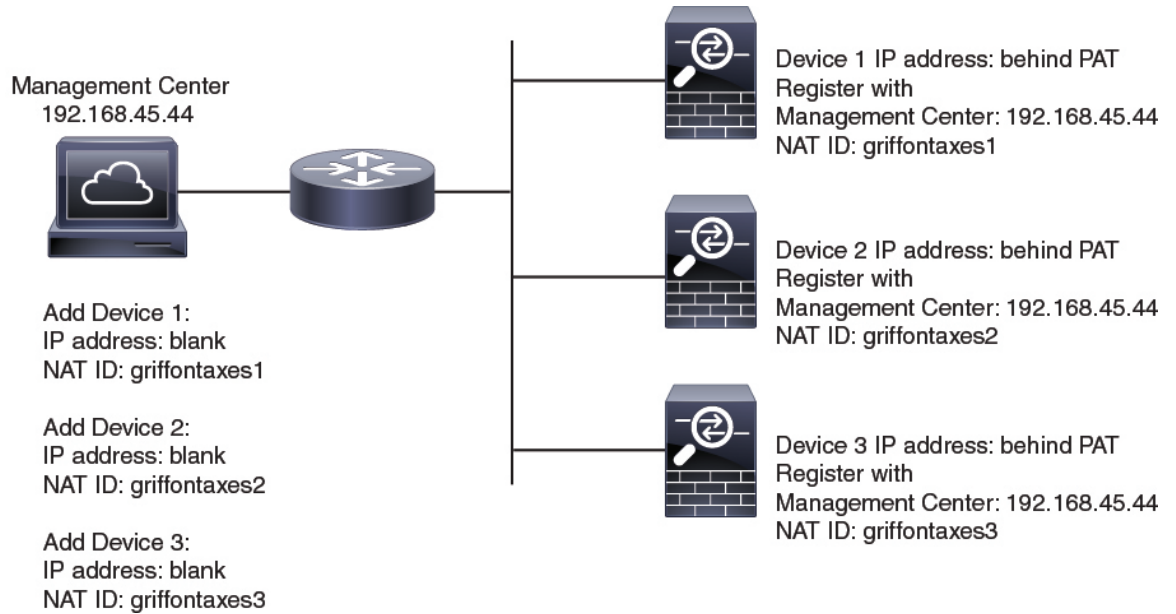 Management Center
192.168.45.44
Add Device 1:
IP address: blank
NAT ID: griffontaxes1
Add Device 2:
IP address: blank
NAT ID: griffontaxes2
Add Device 3:
IP address: blank
NAT ID: griffontaxes3
Device 1 IP address: behind PAT
Register with
Management Center: 192.168.45.44
NAT ID: griffontaxes1
Device 2 IP address: behind PAT
Register with
Management Center: 192.168.45.44
NAT ID: griffontaxes2
Device 3 IP address: behind PAT
Register with
Management Center: 192.168.45.44
NAT ID: griffontaxes3